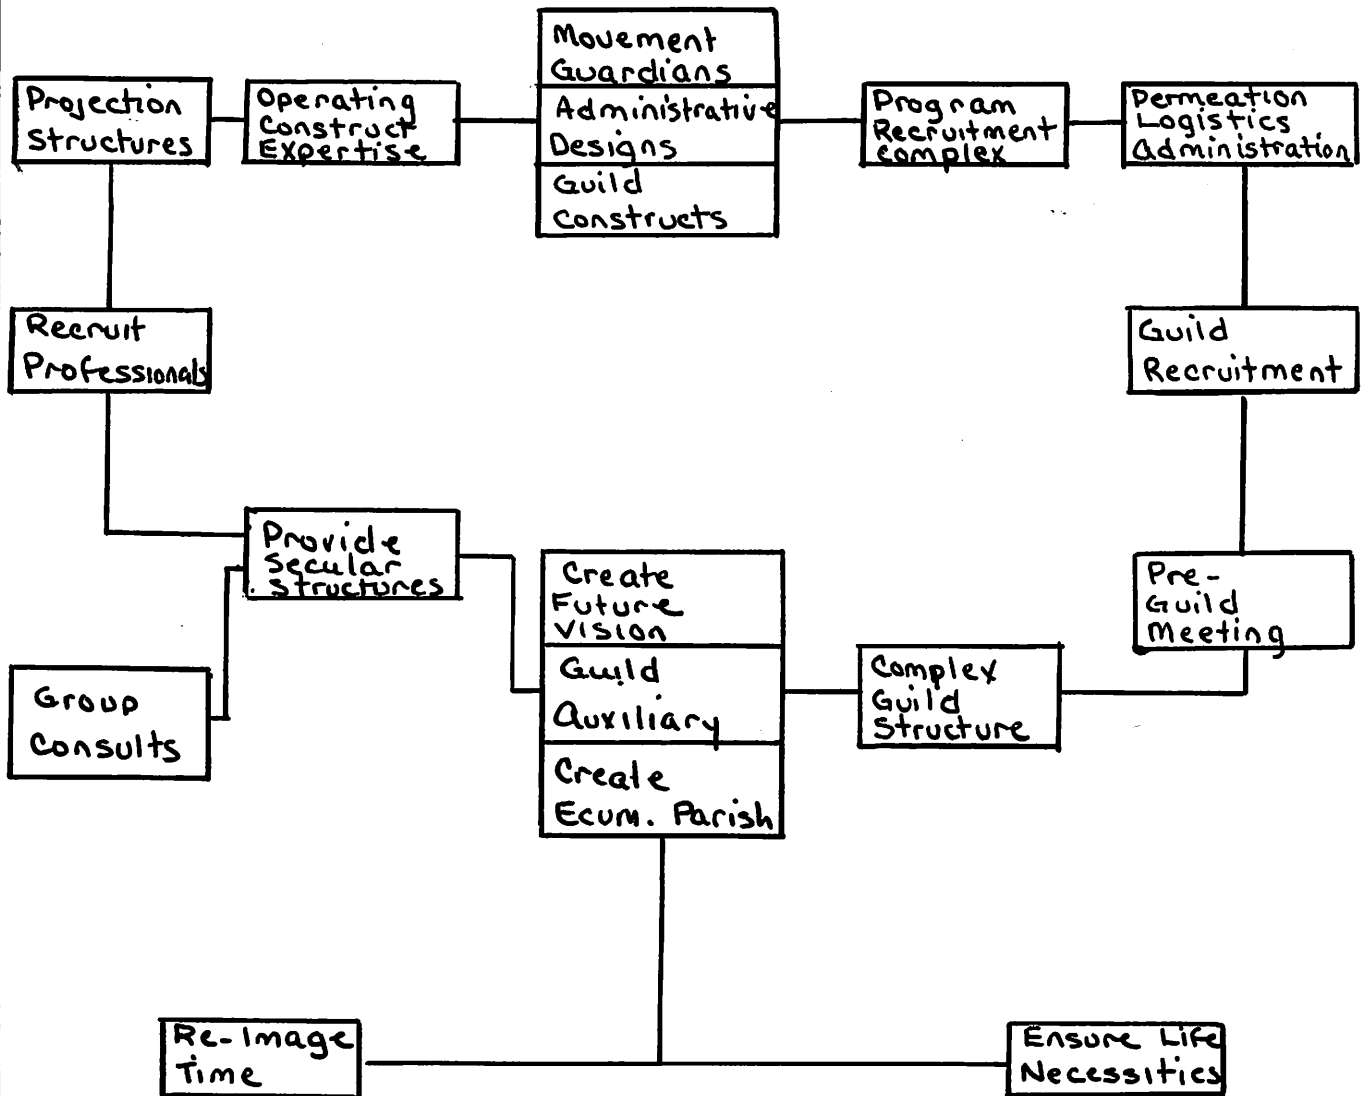 Projection
Structures
Operating
Construct
Expertise
Movement
Guardians
Administrative
Designs
Guild
Constructs
Program
Recruitment
Complex
Permeation
Logistics
Administration
Recruit
Professionals
Guild
Recruitment
Provide
Secular
Structures
Group
Consults
Create
Future
Vision
Guild
Auxiliary
Create
Ecum. Parish
Complex
Guild
Structure
Pre-
Guild
Meeting
Re-Image
Time
Ensure Life
Necessities